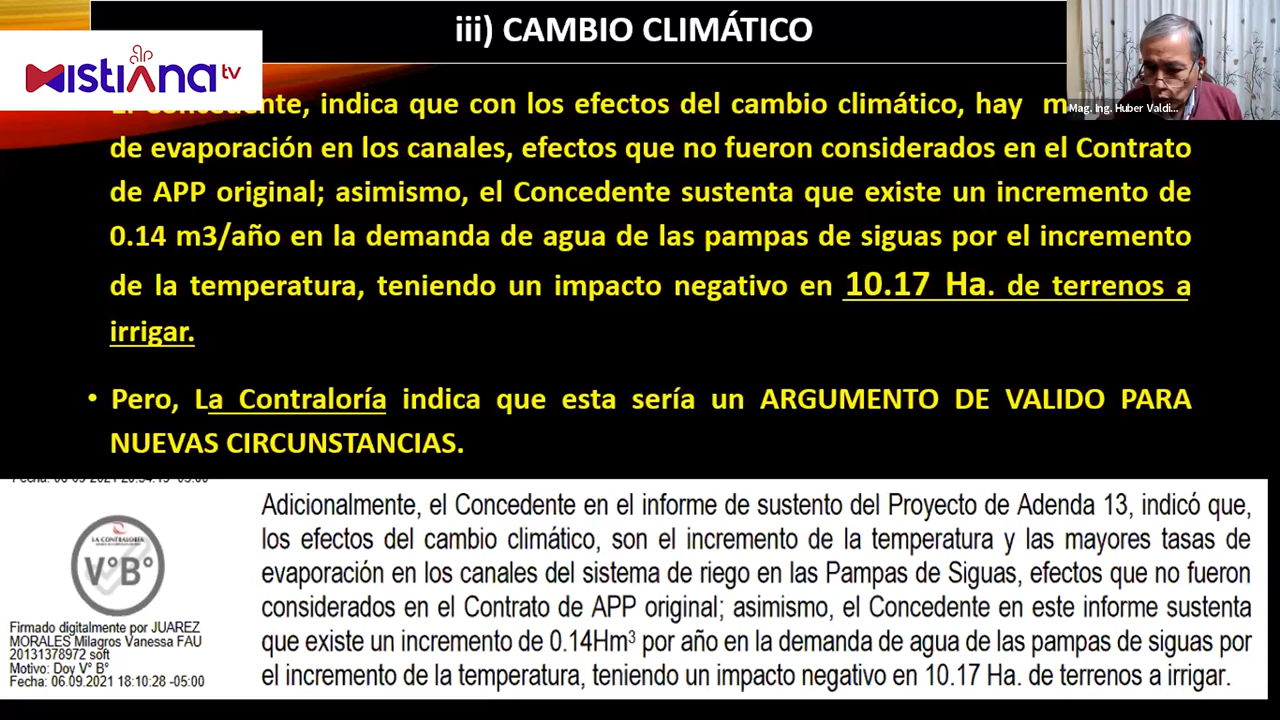 iii) CAMBIO CLIMÁTICO
MISTIANA tv
Mag. Ing. Huber Valdi...
El Concedente, indica que con los efectos del cambio climático, hay
de evaporación en los canales, efectos que no fueron considerados en el Contrato
de APP original; asimismo, el Concedente sustenta que existe un incremento de
0.14 m3/año en la demanda de agua de las pampas de siguas por el incremento
de la temperatura, teniendo un impacto negativo en 10.17 Ha. de terrenos a
irrigar.
• Pero, La Contraloría indica que esta sería un ARGUMENTO DE VALIDO PARA
NUEVAS CIRCUNSTANCIAS.
LA CONTRALORÍA
V°B°
Firmado digitalmente por JUAREZ
MORALES Milagros Vanessa FAU
20131378972 soft
Motivo: Doy V° B°
Fecha: 06.09.2021 18:10:28 -05:00
Adicionalmente, el Concedente en el informe de sustento del Proyecto de Adenda 13, indicó que,
los efectos del cambio climático, son el incremento de la temperatura y las mayores tasas de
evaporación en los canales del sistema de riego en las Pampas de Siguas, efectos que no fueron
considerados en el Contrato de APP original; asimismo, el Concedente en este informe sustenta
que existe un incremento de 0.14Hm³ por año en la demanda de agua de las pampas de siguas por
el incremento de la temperatura, teniendo un impacto negativo en 10.17 Ha. de terrenos a irrigar.